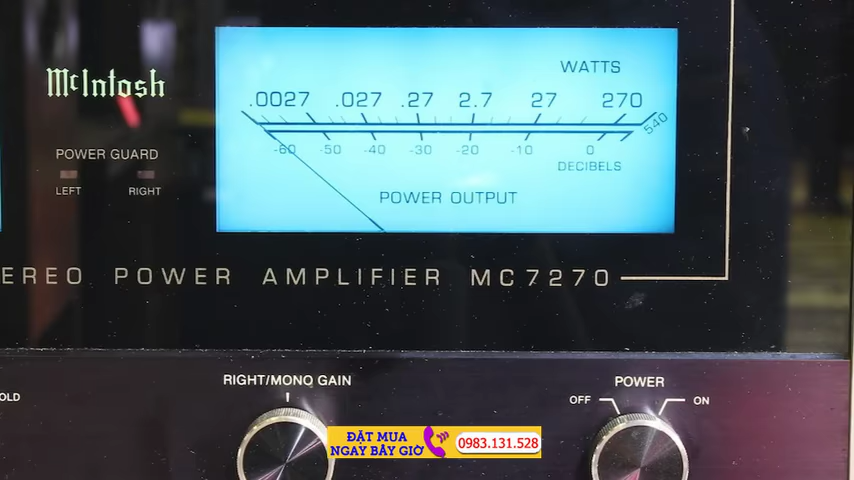 WATTS
McIntosh
.0027 .027 .27 2.7 27 270
540
-60 -50 -40 -30 -20 -10 0
DECIBELS
POWER GUARD
LEFT RIGHT
POWER OUTPUT
EREO POWER AMPLIFIER MC7270
RIGHT/MONO GAIN
POWER
OLD
OFF ON
ĐẶT MUA
NGAY BÂY GIỜ
0983.131.528